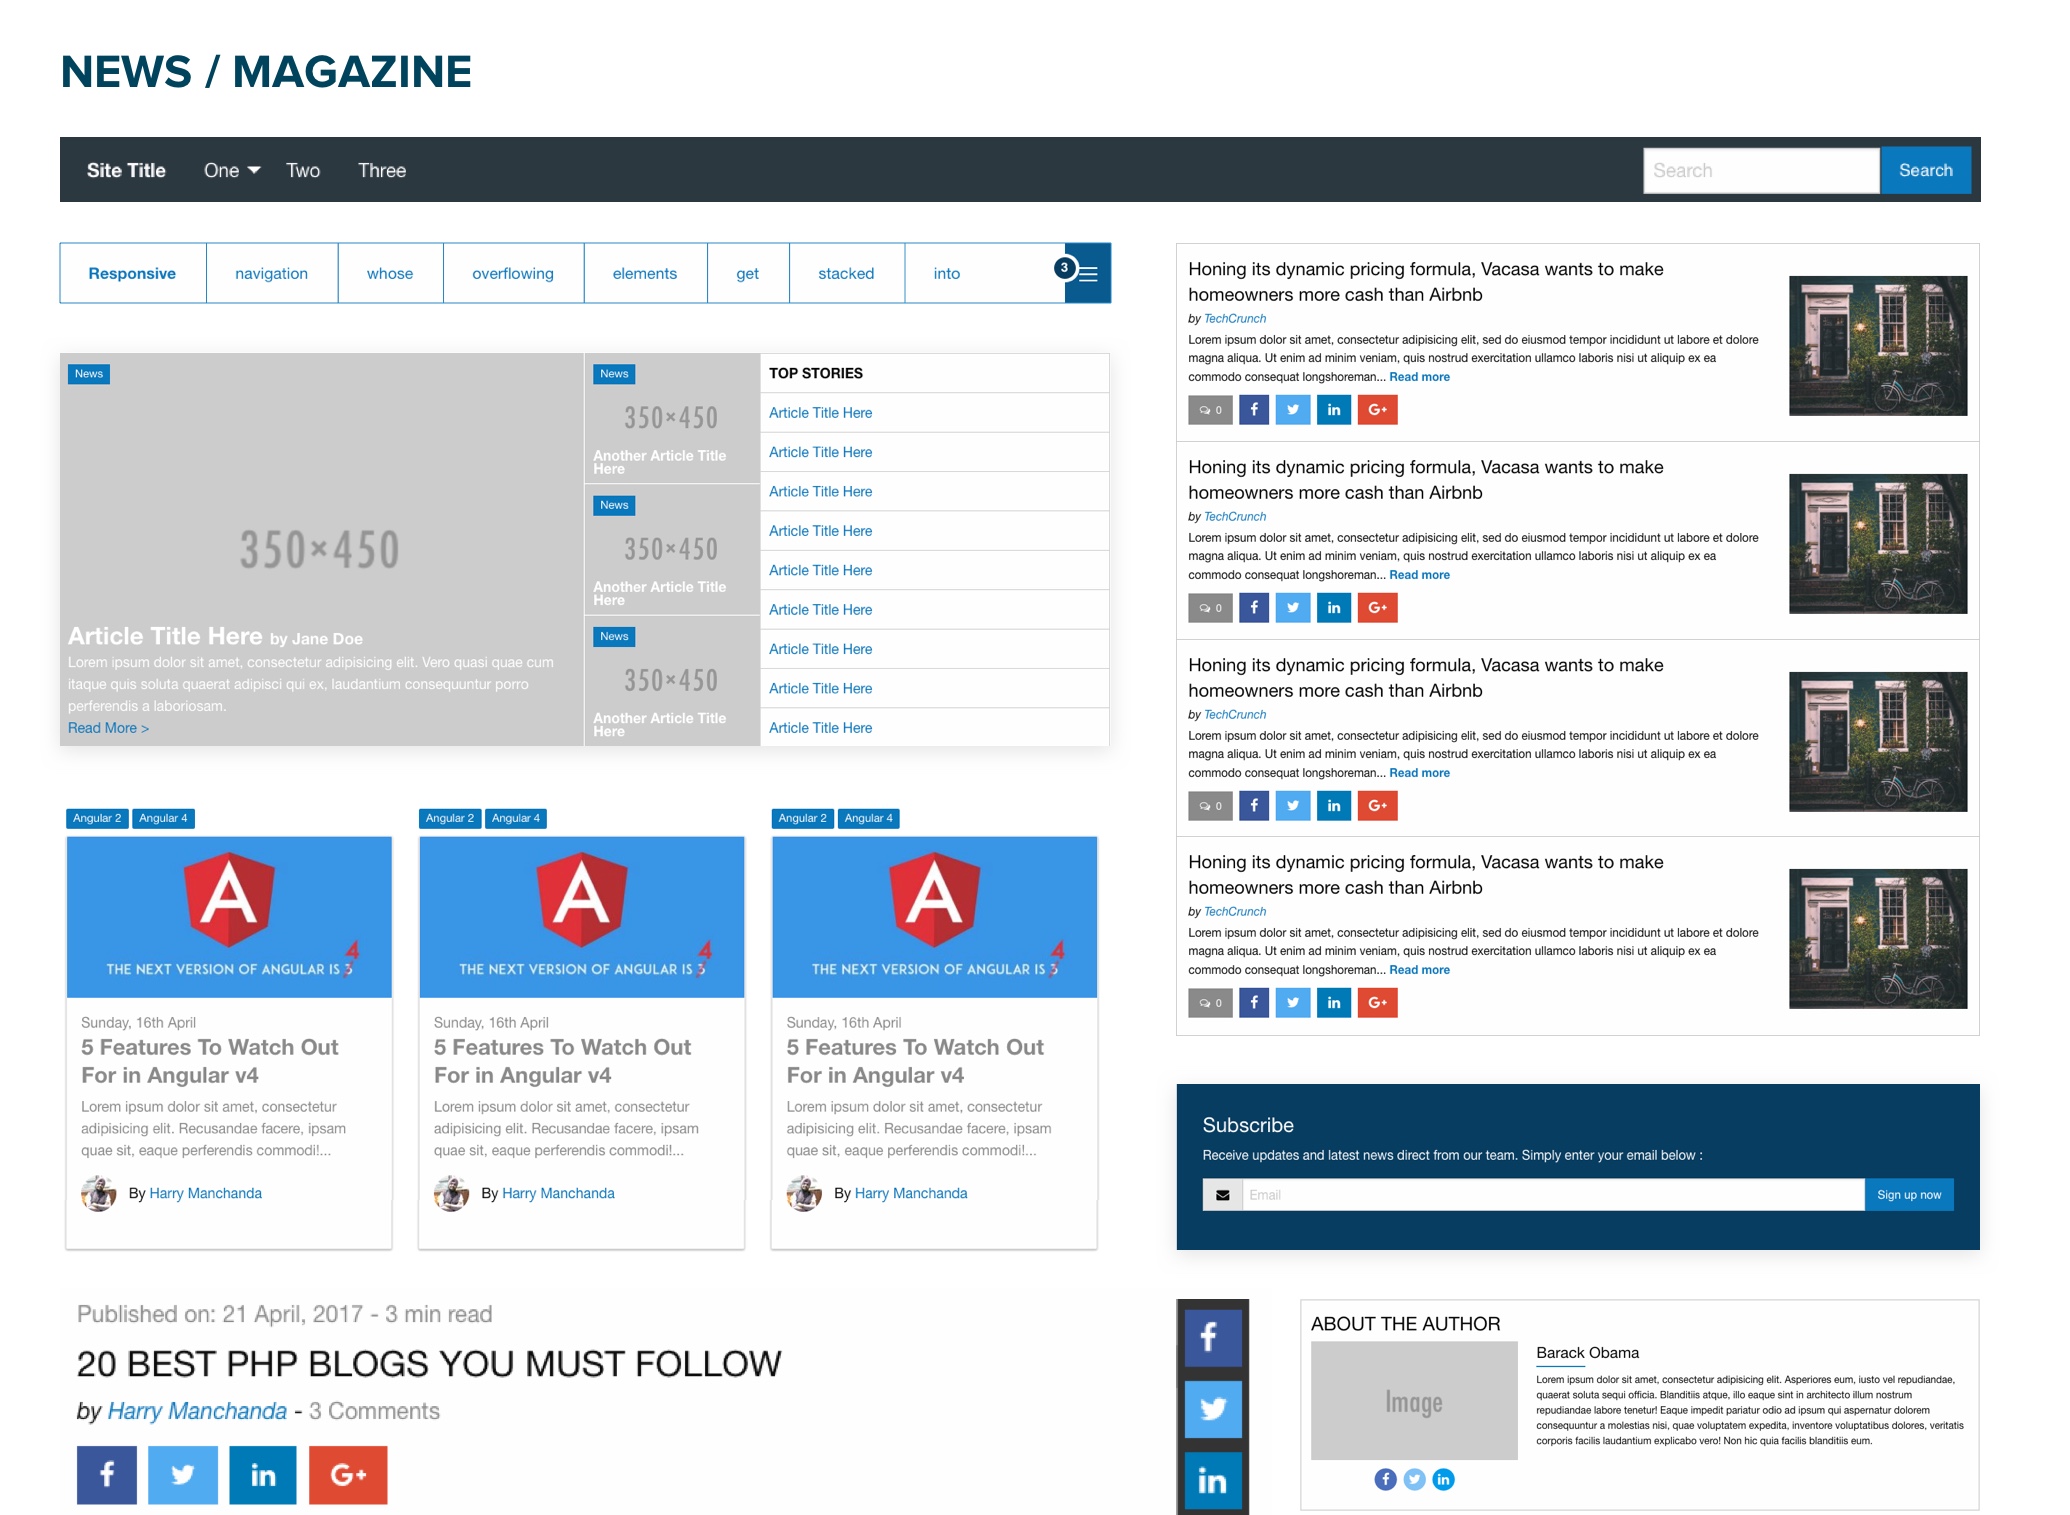 NEWS / MAGAZINE
Site Title One Two Three Search Search
Responsive navigation whose overflowing elements get stacked into 3
News
350×450
Article Title Here by Jane Doe
Lorem ipsum dolor sit amet, consectetur adipisicing elit. Vero quasi quae cum
itaque quis soluta quaerat adipisci qui ex, laudantium consequuntur porro
perferendis a laboriosam.
Read More >
News
350×450
Another Article Title
Here
News
350×450
Another Article Title
Here
News
350×450
Another Article Title
Here
TOP STORIES
Article Title Here
Article Title Here
Article Title Here
Article Title Here
Article Title Here
Article Title Here
Article Title Here
Article Title Here
Article Title Here
Angular 2 Angular 4
A
THE NEXT VERSION OF ANGULAR IS 3 4
Sunday, 16th April
5 Features To Watch Out
For in Angular v4
Lorem ipsum dolor sit amet, consectetur
adipisicing elit. Recusandae facere, ipsam
quae sit, eaque perferendis commodi!...
By Harry Manchanda
Angular 2 Angular 4
A
THE NEXT VERSION OF ANGULAR IS 3 4
Sunday, 16th April
5 Features To Watch Out
For in Angular v4
Lorem ipsum dolor sit amet, consectetur
adipisicing elit. Recusandae facere, ipsam
quae sit, eaque perferendis commodi!...
By Harry Manchanda
Angular 2 Angular 4
A
THE NEXT VERSION OF ANGULAR IS 3 4
Sunday, 16th April
5 Features To Watch Out
For in Angular v4
Lorem ipsum dolor sit amet, consectetur
adipisicing elit. Recusandae facere, ipsam
quae sit, eaque perferendis commodi!...
By Harry Manchanda
Published on: 21 April, 2017 - 3 min read
20 BEST PHP BLOGS YOU MUST FOLLOW
by Harry Manchanda - 3 Comments
f in G+
Honing its dynamic pricing formula, Vacasa wants to make
homeowners more cash than Airbnb
by TechCrunch
Lorem ipsum dolor sit amet, consectetur adipisicing elit, sed do eiusmod tempor incididunt ut labore et dolore
magna aliqua. Ut enim ad minim veniam, quis nostrud exercitation ullamco laboris nisi ut aliquip ex ea
commodo consequat longshoreman... Read more
0 f in G+
Honing its dynamic pricing formula, Vacasa wants to make
homeowners more cash than Airbnb
by TechCrunch
Lorem ipsum dolor sit amet, consectetur adipisicing elit, sed do eiusmod tempor incididunt ut labore et dolore
magna aliqua. Ut enim ad minim veniam, quis nostrud exercitation ullamco laboris nisi ut aliquip ex ea
commodo consequat longshoreman... Read more
0 f in G+
Honing its dynamic pricing formula, Vacasa wants to make
homeowners more cash than Airbnb
by TechCrunch
Lorem ipsum dolor sit amet, consectetur adipisicing elit, sed do eiusmod tempor incididunt ut labore et dolore
magna aliqua. Ut enim ad minim veniam, quis nostrud exercitation ullamco laboris nisi ut aliquip ex ea
commodo consequat longshoreman... Read more
0 f in G+
Honing its dynamic pricing formula, Vacasa wants to make
homeowners more cash than Airbnb
by TechCrunch
Lorem ipsum dolor sit amet, consectetur adipisicing elit, sed do eiusmod tempor incididunt ut labore et dolore
magna aliqua. Ut enim ad minim veniam, quis nostrud exercitation ullamco laboris nisi ut aliquip ex ea
commodo consequat longshoreman... Read more
0 f in G+
Subscribe
Receive updates and latest news direct from our team. Simply enter your email below :
Email Sign up now
f
in
ABOUT THE AUTHOR
Image
f in
Barack Obama
Lorem ipsum dolor sit amet, consectetur adipisicing elit. Asperiores eum, iusto vel repudiandae,
quaerat soluta sequi officia. Blanditiis atque, illo eaque sint in architecto illum nostrum
repudiandae labore tenetur! Eaque impedit pariatur odio ad ipsum qui aspernatur dolorem
consequuntur a molestias nisi, quae voluptatem expedita, inventore voluptatibus dolores, veritatis
corporis facilis laudantium explicabo vero! Non hic quia facilis blanditiis eum.